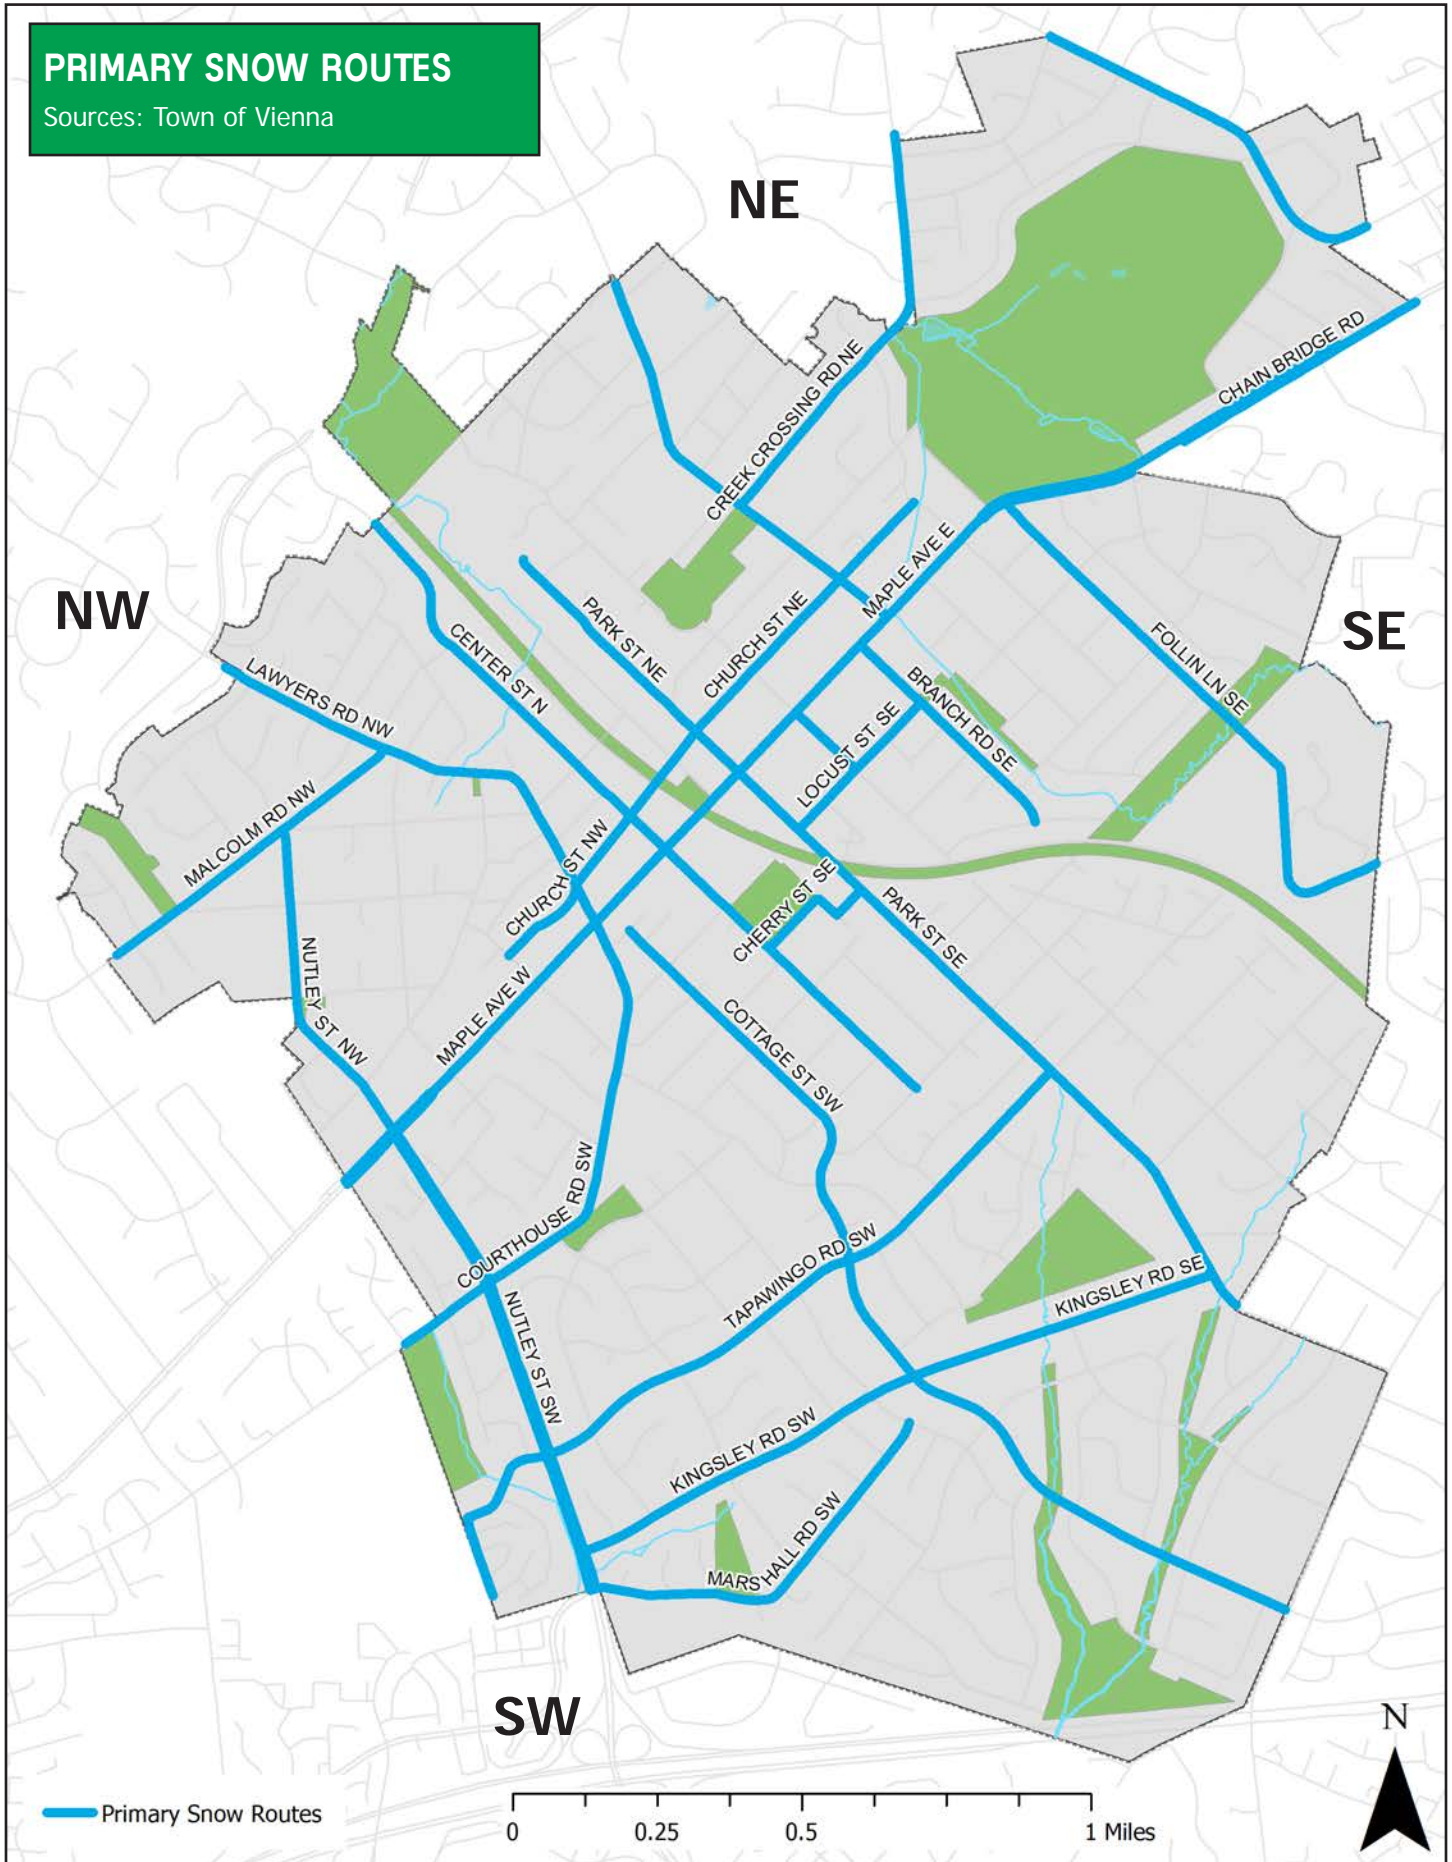 PRIMARY SNOW ROUTES
Sources: Town of Vienna
NE
CHAIN BRIDGE RD
CREEK CROSSING RD NE
MAPLE AVE E
NW
PARK ST NE
CHURCH ST NE
SE
CENTER ST N
FOLLIN LN SE
LAWYERS RD NW
BRANCH RD SE
LOCUST ST SE
MALCOLM RD NW
CHURCH ST NW
CHERRY ST SE
PARK ST SE
NUTLEY ST NW
MAPLE AVE W
COTTAGE ST SW
COURTHOUSE RD SW
TAPAWINGO RD SW
KINGSLEY RD SE
NUTLEY ST SW
KINGSLEY RD SW
MARSHALL RD SW
SW
N
Primary Snow Routes
0 0.25 0.5 1 Miles